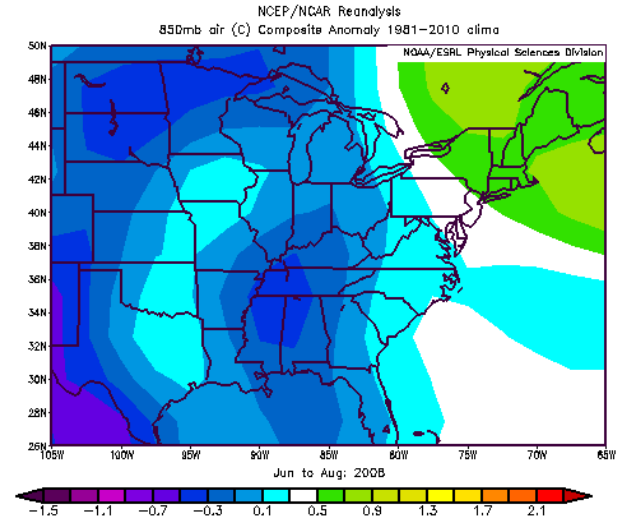 NCEP/NCAR Reanalysis
850mb air (C) Composite Anomaly 1981-2010 clima
NOAA/ESRL Physical Sciences Division
50N
48N
46N
44N
42N
40N
38N
36N
34N
32N
30N
28N
26N
105W 100W 95W 90W 85W 80W 75W 70W 65W
Jun to Aug: 2008
-1.5 -1.1 -0.7 -0.3 0.1 0.5 0.9 1.3 1.7 2.1